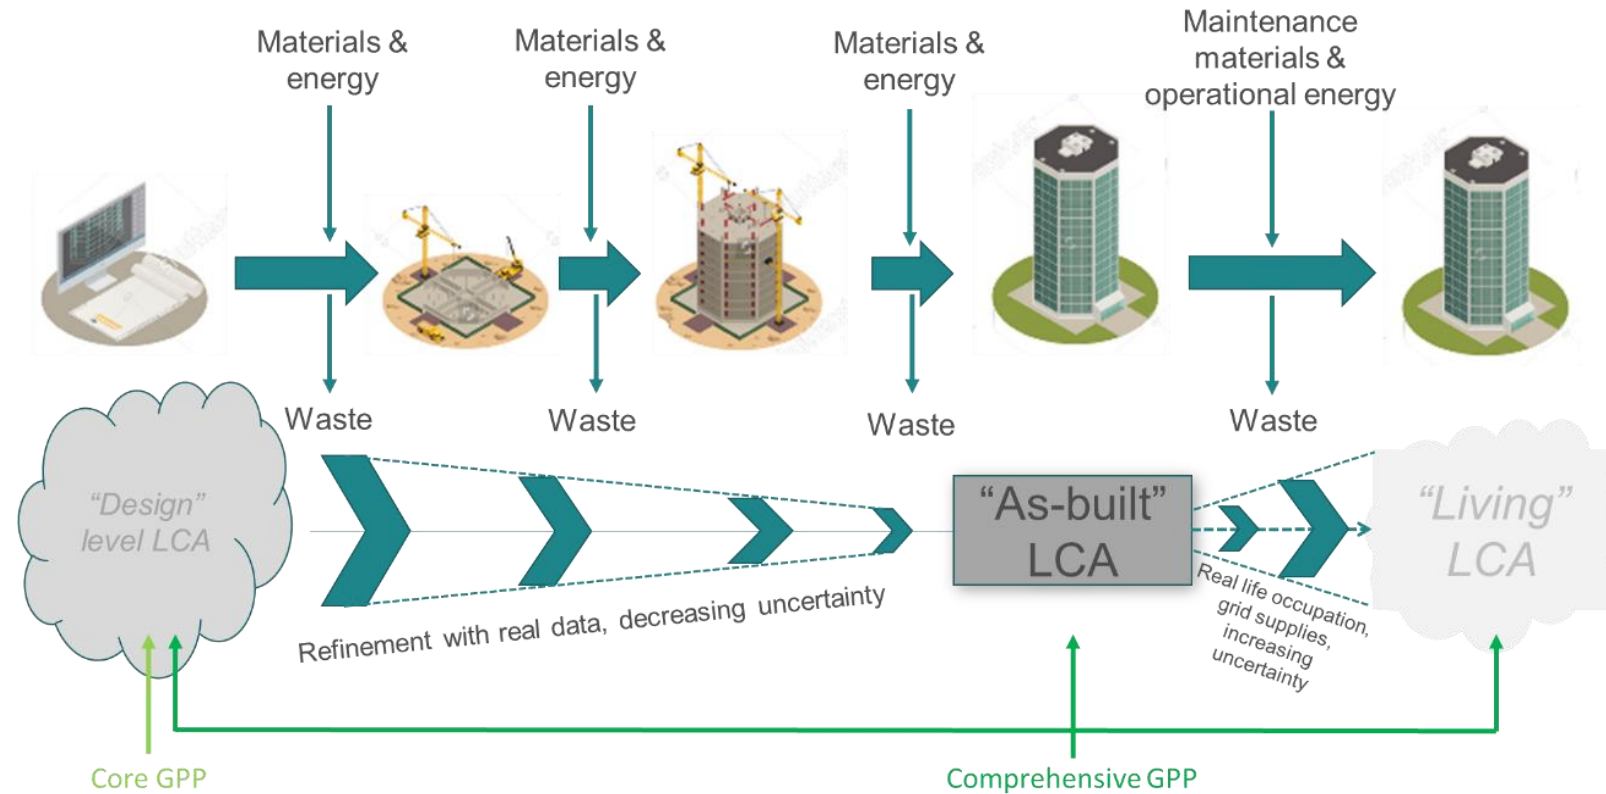 Materials &
energy
Materials &
energy
Materials &
energy
Maintenance
materials &
operational energy
Waste
Waste
Waste
Waste
“Design”
level LCA
“As-built”
LCA
“Living”
LCA
Refinement with real data, decreasing uncertainty
Real life occupation,
grid supplies,
increasing
uncertainty
Core GPP
Comprehensive GPP